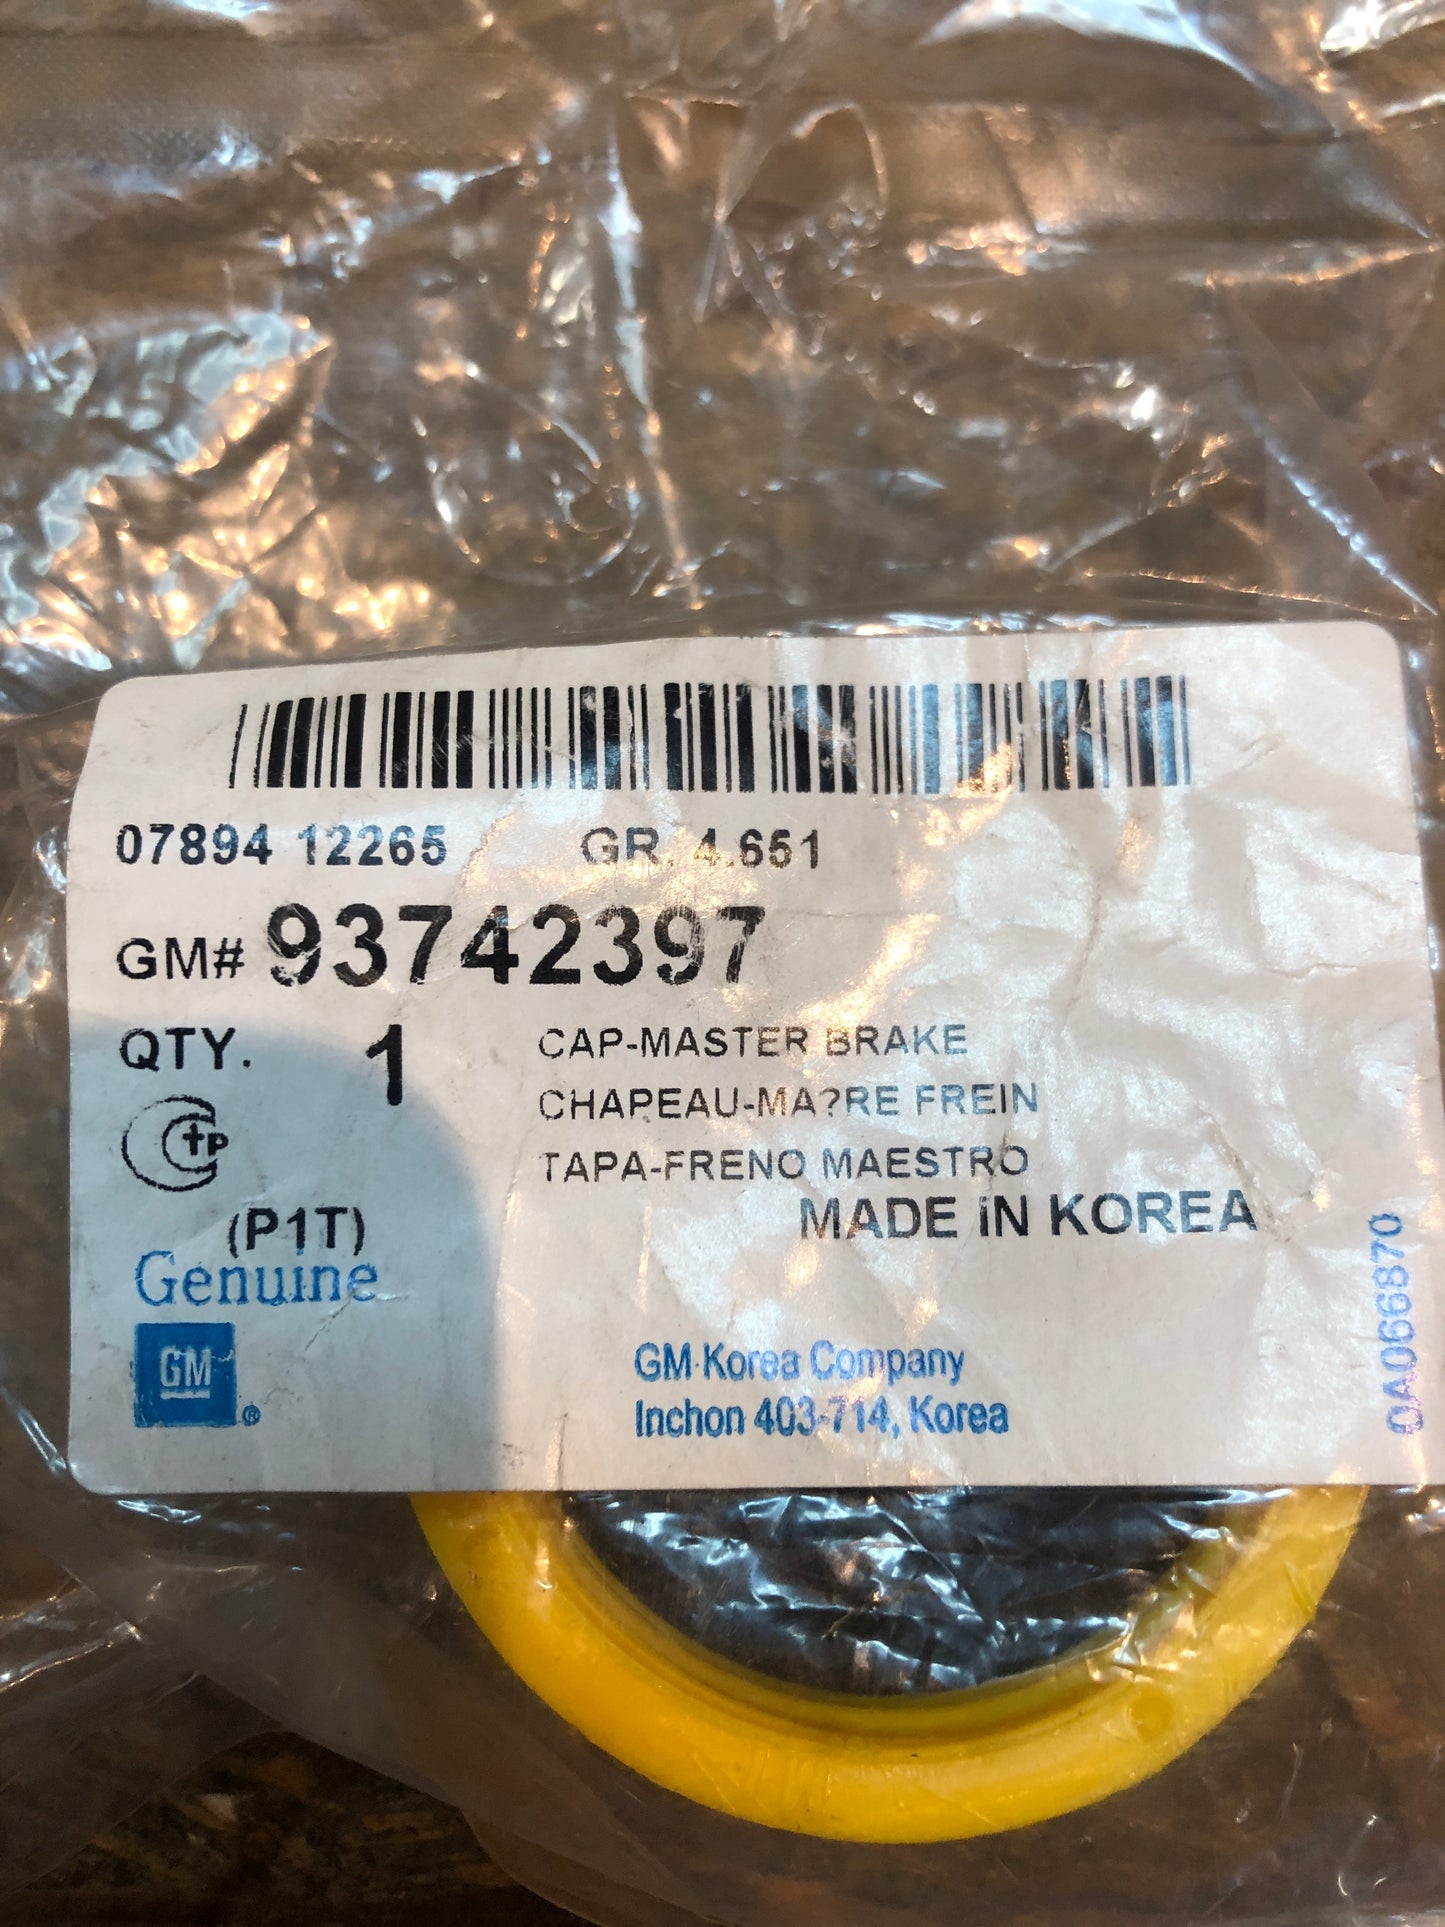 07894 12265 GR. 4.651
GM# 93742397
QTY. 1 CAP-MASTER BRAKE
CHAPEAU-MA?RE FREIN
TAPA-FRENO MAESTRO
(P1T) MADE IN KOREA
Genuine
GM
®
GM Korea Company
Inchon 403-714, Korea
0A066870